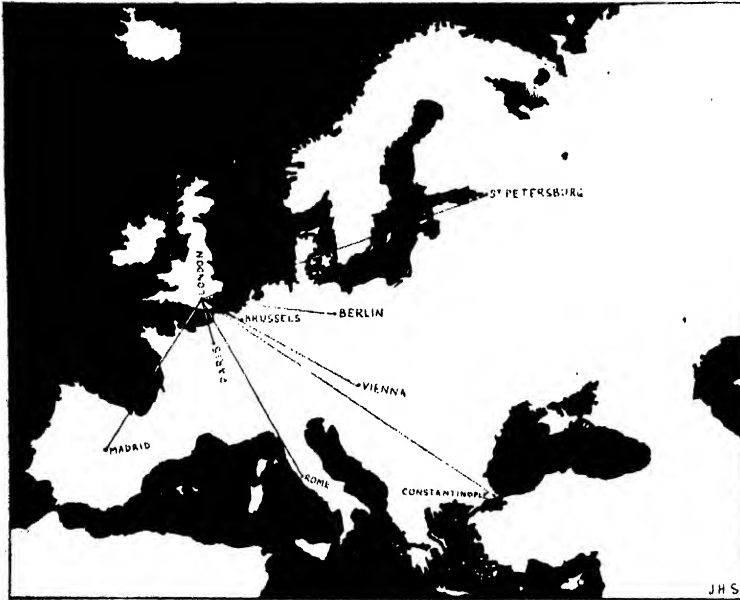 ST PETERSBURG
LONDON
BRUSSELS
BERLIN
PARIS
VIENNA
MADRID
ROME
CONSTANTINOPLE
JHS